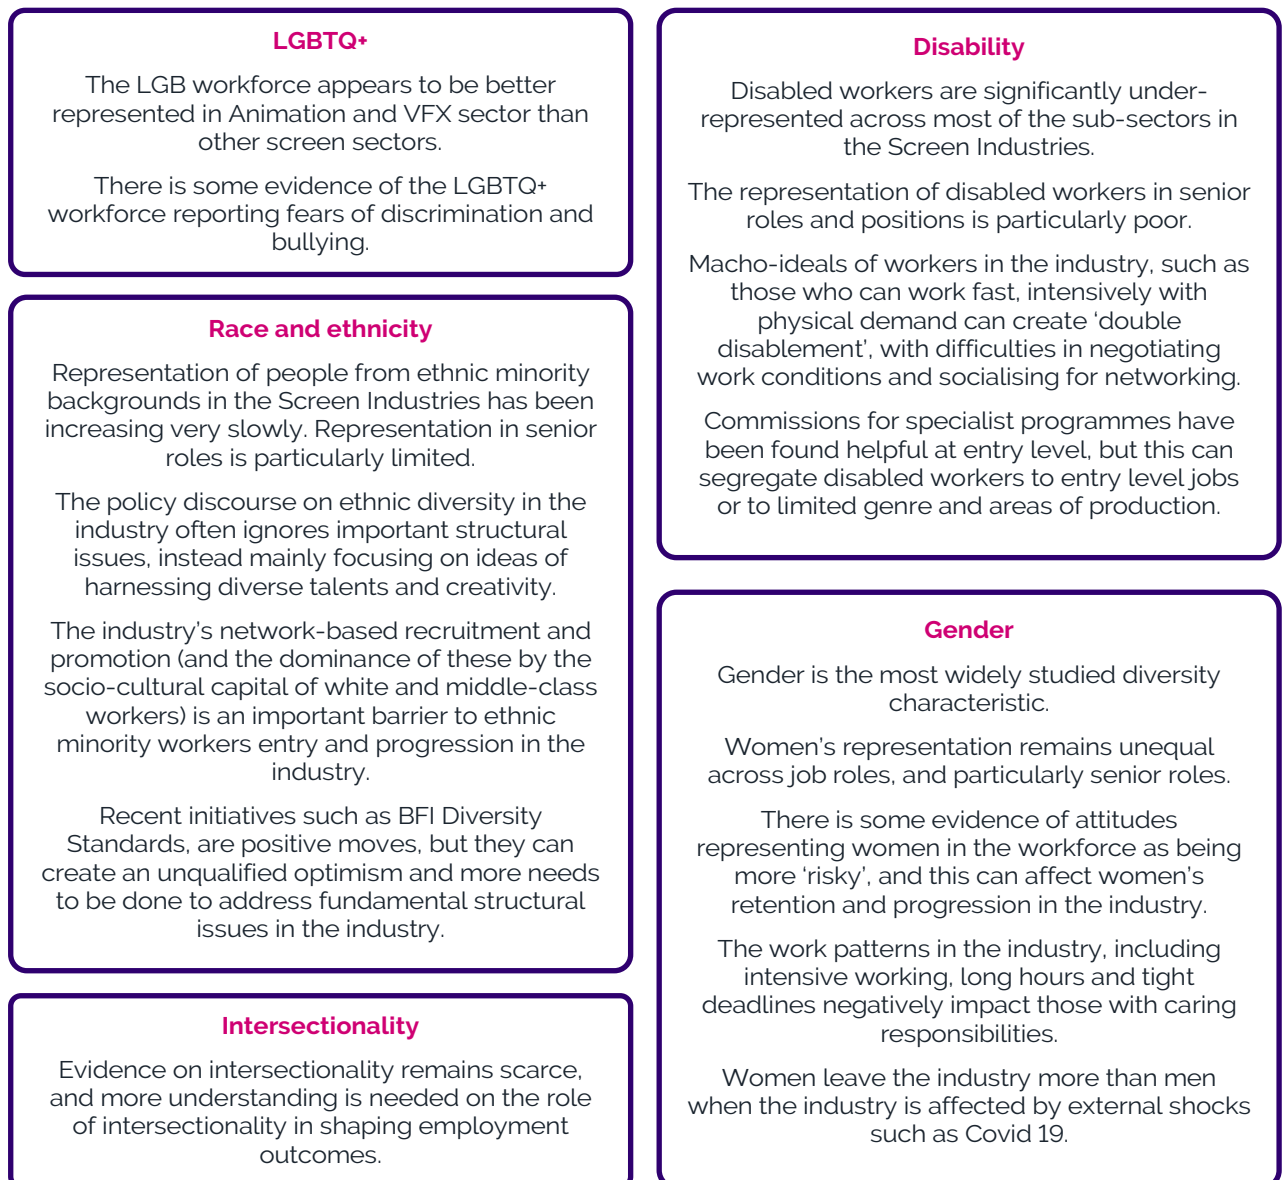 LGBTQ+
The LGB workforce appears to be better
represented in Animation and VFX sector than
other screen sectors.
There is some evidence of the LGBTQ+
workforce reporting fears of discrimination and
bullying.
Race and ethnicity
Representation of people from ethnic minority
backgrounds in the Screen Industries has been
increasing very slowly. Representation in senior
roles is particularly limited.
The policy discourse on ethnic diversity in the
industry often ignores important structural
issues, instead mainly focusing on ideas of
harnessing diverse talents and creativity.
The industry’s network-based recruitment and
promotion (and the dominance of these by the
socio-cultural capital of white and middle-class
workers) is an important barrier to ethnic
minority workers entry and progression in the
industry.
Recent initiatives such as BFI Diversity
Standards, are positive moves, but they can
create an unqualified optimism and more needs
to be done to address fundamental structural
issues in the industry.
Intersectionality
Evidence on intersectionality remains scarce,
and more understanding is needed on the role
of intersectionality in shaping employment
outcomes.
Disability
Disabled workers are significantly under-
represented across most of the sub-sectors in
the Screen Industries.
The representation of disabled workers in senior
roles and positions is particularly poor.
Macho-ideals of workers in the industry, such as
those who can work fast, intensively with
physical demand can create ‘double
disablement’, with difficulties in negotiating
work conditions and socialising for networking.
Commissions for specialist programmes have
been found helpful at entry level, but this can
segregate disabled workers to entry level jobs
or to limited genre and areas of production.
Gender
Gender is the most widely studied diversity
characteristic.
Women’s representation remains unequal
across job roles, and particularly senior roles.
There is some evidence of attitudes
representing women in the workforce as being
more ‘risky’, and this can affect women’s
retention and progression in the industry.
The work patterns in the industry, including
intensive working, long hours and tight
deadlines negatively impact those with caring
responsibilities.
Women leave the industry more than men
when the industry is affected by external shocks
such as Covid 19.